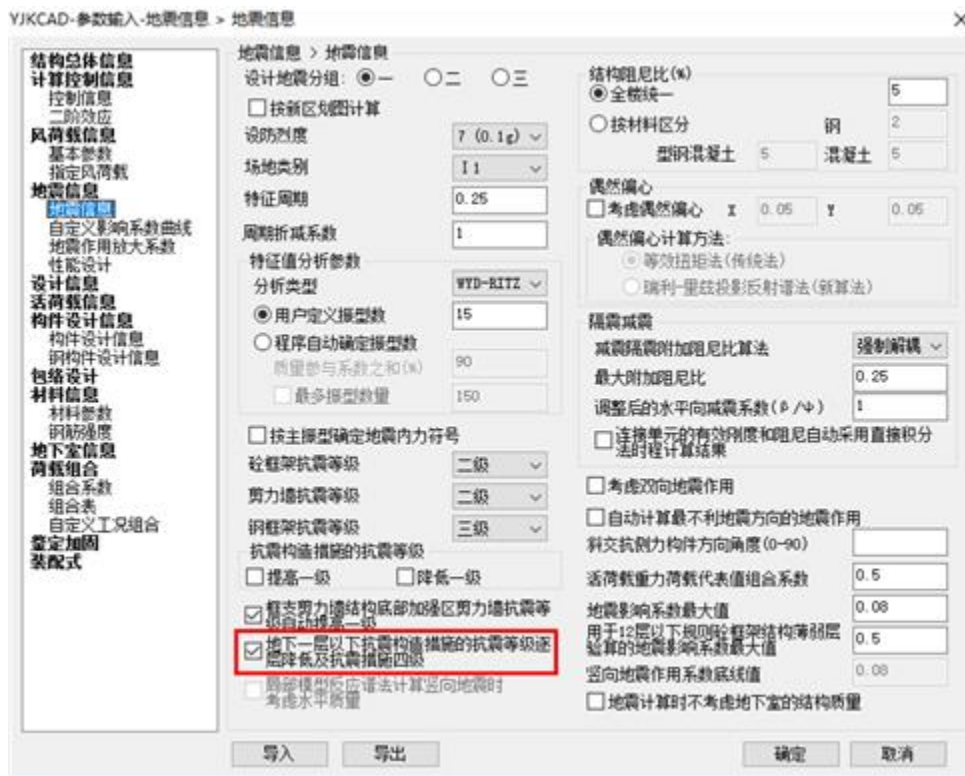 YJKCAD-参数输入-地震信息 > 地震信息
结构总体信息
计算控制信息
控制信息
二阶效应
风荷载信息
基本参数
指定风荷载
地震信息
地震信息
自定义影响系数曲线
地震作用放大系数
性能设计
设计信息
活荷载信息
构件设计信息
构件设计信息
钢构件设计信息
包络设计
材料信息
材料参数
钢筋强度
地下室信息
荷载组合
组合系数
组合表
自定义工况组合
鉴定加固
装配式
地震信息 > 地震信息
设计地震分组: 一 二 三
按新区划图计算
设防烈度 7 (0.1g)
场地类别 I1
特征周期 0.25
周期折减系数 1
特征值分析参数
分析类型 WYD-RITZ
用户定义振型数 15
程序自动确定振型数
质量参与系数之和(%) 90
最多振型数量 150
按主振型确定地震内力符号
砼框架抗震等级 二级
剪力墙抗震等级 二级
钢框架抗震等级 三级
抗震构造措施的抗震等级
提高一级 降低一级
框支剪力墙结构底部加强区剪力墙抗震等
级自动提高一级
地下一层以下抗震构造措施的抗震等级逐
层降低及抗震措施四级
局部模型反应谱法计算竖向地震时
考虑水平质量
结构阻尼比(%)
全楼统一 5
按材料区分 钢 2
型钢混凝土 5 混凝土 5
偶然偏心
考虑偶然偏心 X 0.05 Y 0.05
偶然偏心计算方法:
等效扭矩法(传统法)
瑞利-里兹投影反射谱法(新算法)
隔震减震
减震隔震附加阻尼比算法 强制解耦
最大附加阻尼比 0.25
调整后的水平向减震系数(β/ψ) 1
连接单元的有效刚度和阻尼自动采用直接积分
法时程计算结果
考虑双向地震作用
自动计算最不利地震方向的地震作用
斜交抗侧力构件方向角度(0-90)
活荷载重力荷载代表值组合系数 0.5
地震影响系数最大值 0.08
用于12层以下规则砼框架结构薄弱层
验算的地震影响系数最大值 0.5
竖向地震作用系数底线值 0.08
地震计算时不考虑地下室的结构质量
导入 导出 确定 取消